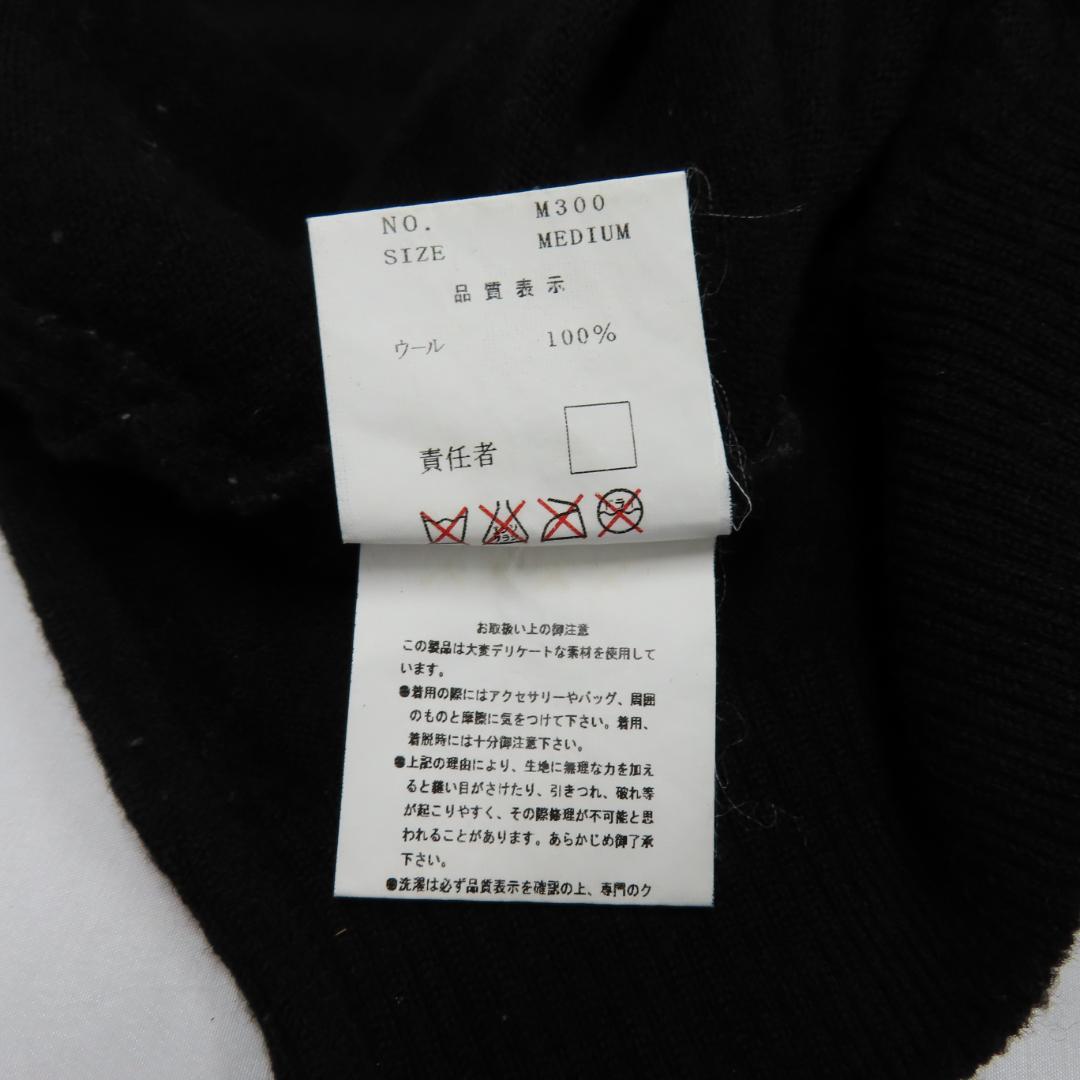 NO. M300
SIZE MEDIUM
品質表示
ウール 100%
責任者
エンソ サラシ
ドライ
お取扱い上の御注意
この製品は大変デリケートな素材を使用して
います。
●着用の際にはアクセサリーやバッグ、周囲
のものと摩擦に気をつけて下さい。着用、
着脱時には十分御注意下さい。
●上記の理由により、生地に無理な力を加え
ると縫い目がさけたり、引きつれ、破れ等
が起こりやすく、その際修理が不可能と思
われることがあります。あらかじめ御了承
下さい。
●洗濯は必ず品質表示を確認の上、専門のク